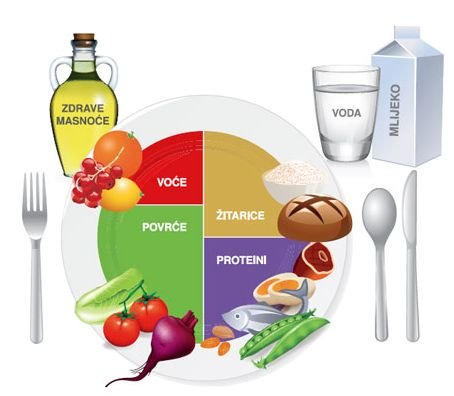 ZDRAVE
MASNOĆE
VODA
MLIJEKO
VOĆE
ŽITARICE
POVRĆE
PROTEINI